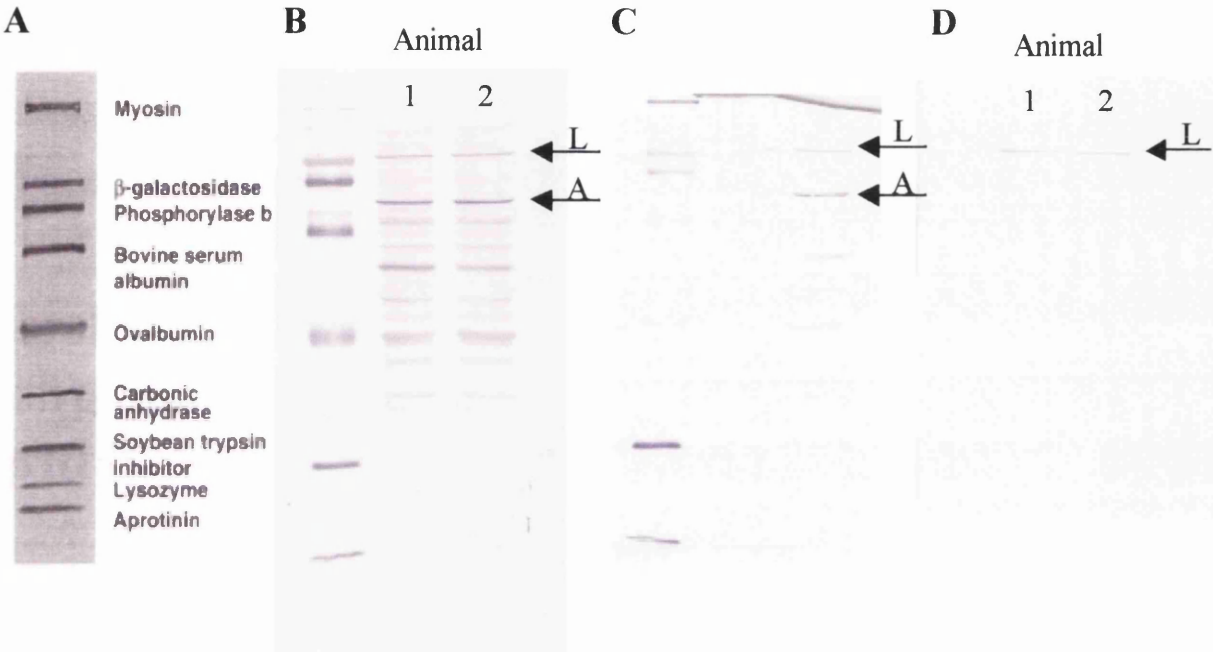 A
Myosin
β-galactosidase
Phosphorylase b
Bovine serum
albumin
Ovalbumin
Carbonic
anhydrase
Soybean trypsin
inhibitor
Lysozyme
Aprotinin
B
Animal
1 2
L
A
C
L
A
D
Animal
1 2
L